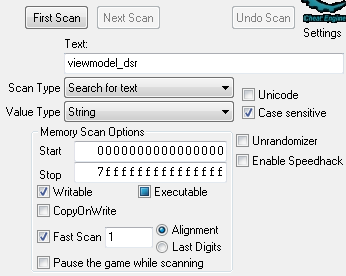 First Scan
Next Scan
Undo Scan
Cheat Engine
Settings
Text:
viewmodel_dsr
Scan Type
Search for text
Value Type
String
Unicode
Case sensitive
Memory Scan Options
Start
0000000000000000
Stop
7fffffffffffffff
Writable
Executable
CopyOnWrite
Fast Scan
1
Alignment
Last Digits
Pause the game while scanning
Unrandomizer
Enable Speedhack